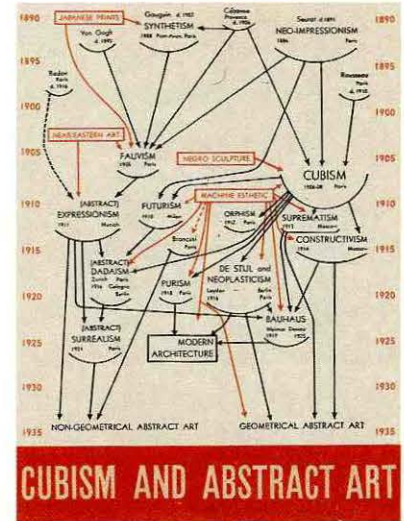 1890
JAPANESE PRINTS
Gauguin d. 1903
SYNTHETISM
1888 Pont-Aven, Paris
Van Gogh
d. 1890
Cézanne
Provence
d. 1906
Seurat d. 1891
NEO-IMPRESSIONISM
1886 Paris
1890
1895
1895
Redon
Paris
d. 1916
Rousseau
Paris
d. 1910
1900
1900
NEAR-EASTERN ART
1905
FAUVISM
1905 Paris
NEGRO SCULPTURE
1905
CUBISM
1906-08 Paris
MACHINE ESTHETIC
1910
(ABSTRACT)
EXPRESSIONISM
1911 Munich
FUTURISM
1910 Milan
ORPHISM
1912 Paris
SUPREMATISM
1913 Moscow
1910
CONSTRUCTIVISM
1914 Moscow
Brancusi
Paris
1915
1915
(ABSTRACT)
DADAISM
Zurich Paris
1916 Cologne
Berlin
PURISM
1918 Paris
DE STIJL and
NEOPLASTICISM
Leyden Berlin
1916 Paris
1920
BAUHAUS
Weimar Dessau
1919 1925
1920
1925
(ABSTRACT)
SURREALISM
1924 Paris
MODERN
ARCHITECTURE
1925
1930
1930
1935
NON-GEOMETRICAL ABSTRACT ART
GEOMETRICAL ABSTRACT ART
1935
CUBISM AND ABSTRACT ART